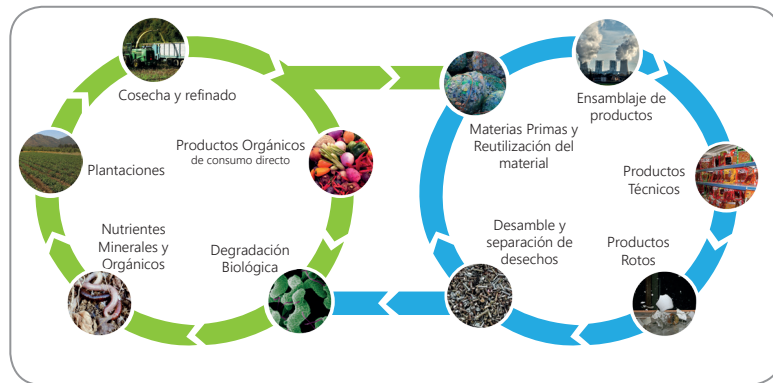 Cosecha y refinado
Productos Orgánicos
de consumo directo
Plantaciones
Nutrientes
Minerales y
Orgánicos
Degradación
Biológica
Materias Primas y
Reutilización del
material
Ensamblaje de
productos
Productos
Técnicos
Productos
Rotos
Desamble y
separación de
desechos